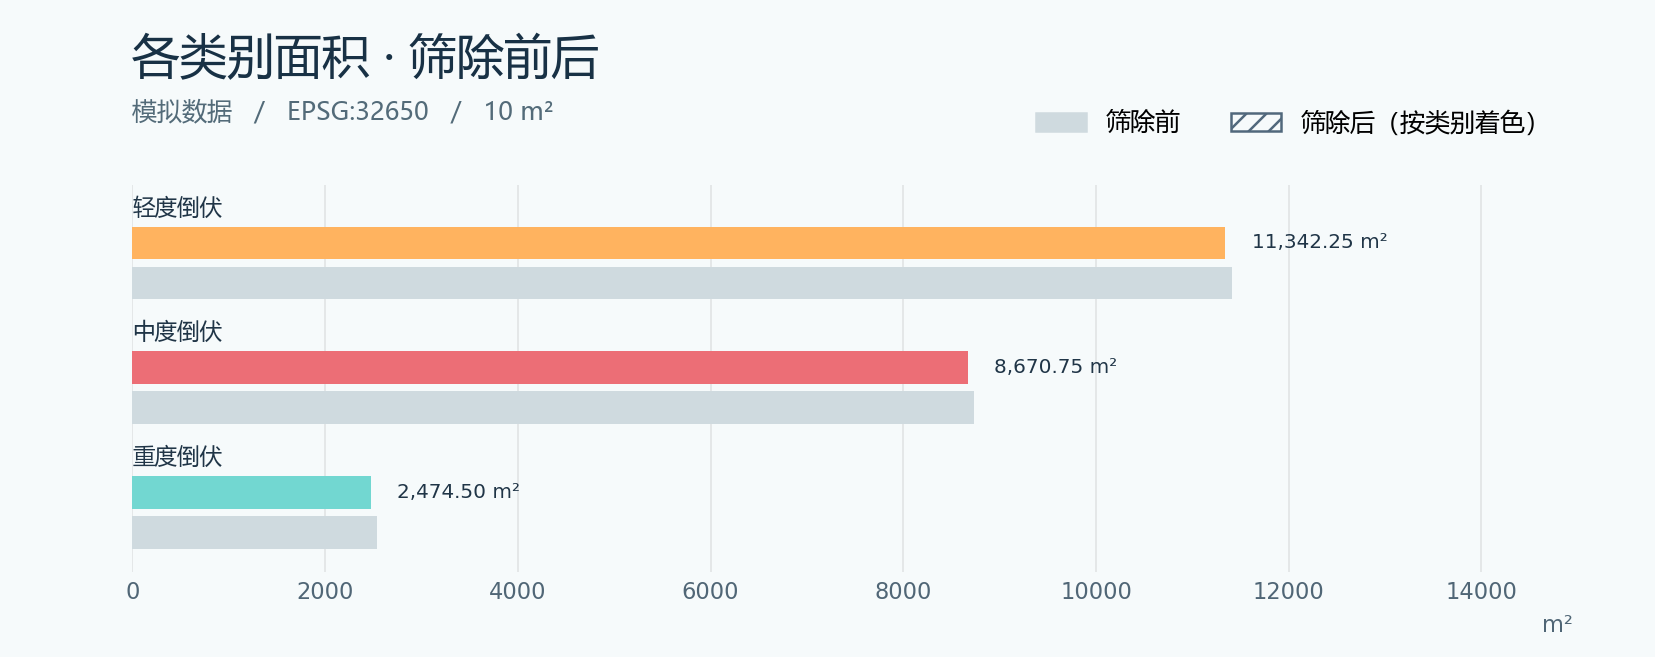 各类别面积 · 筛除前后
模拟数据 / EPSG:32650 / 10 m²
筛除前 筛除后（按类别着色）
轻度倒伏
11,342.25 m²
中度倒伏
8,670.75 m²
重度倒伏
2,474.50 m²
0 2000 4000 6000 8000 10000 12000 14000
m²